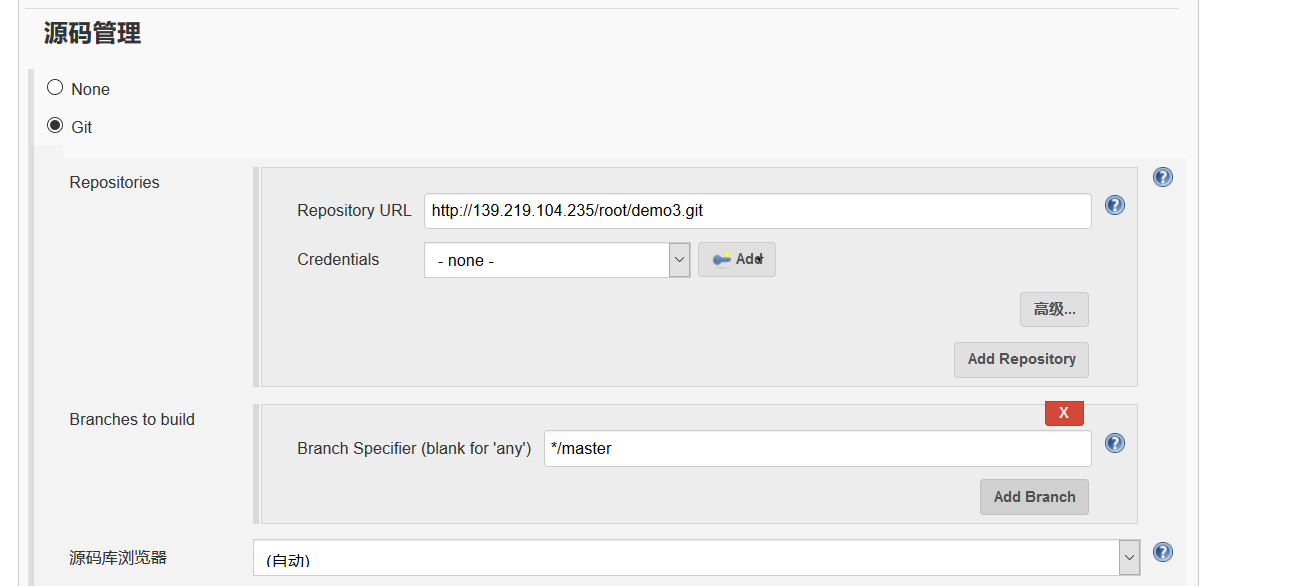 源码管理
None
Git
Repositories
Repository URL http://139.219.104.235/root/demo3.git
Credentials - none - Add
高级...
Add Repository
Branches to build
X
Branch Specifier (blank for 'any') */master
Add Branch
源码库浏览器 (自动)